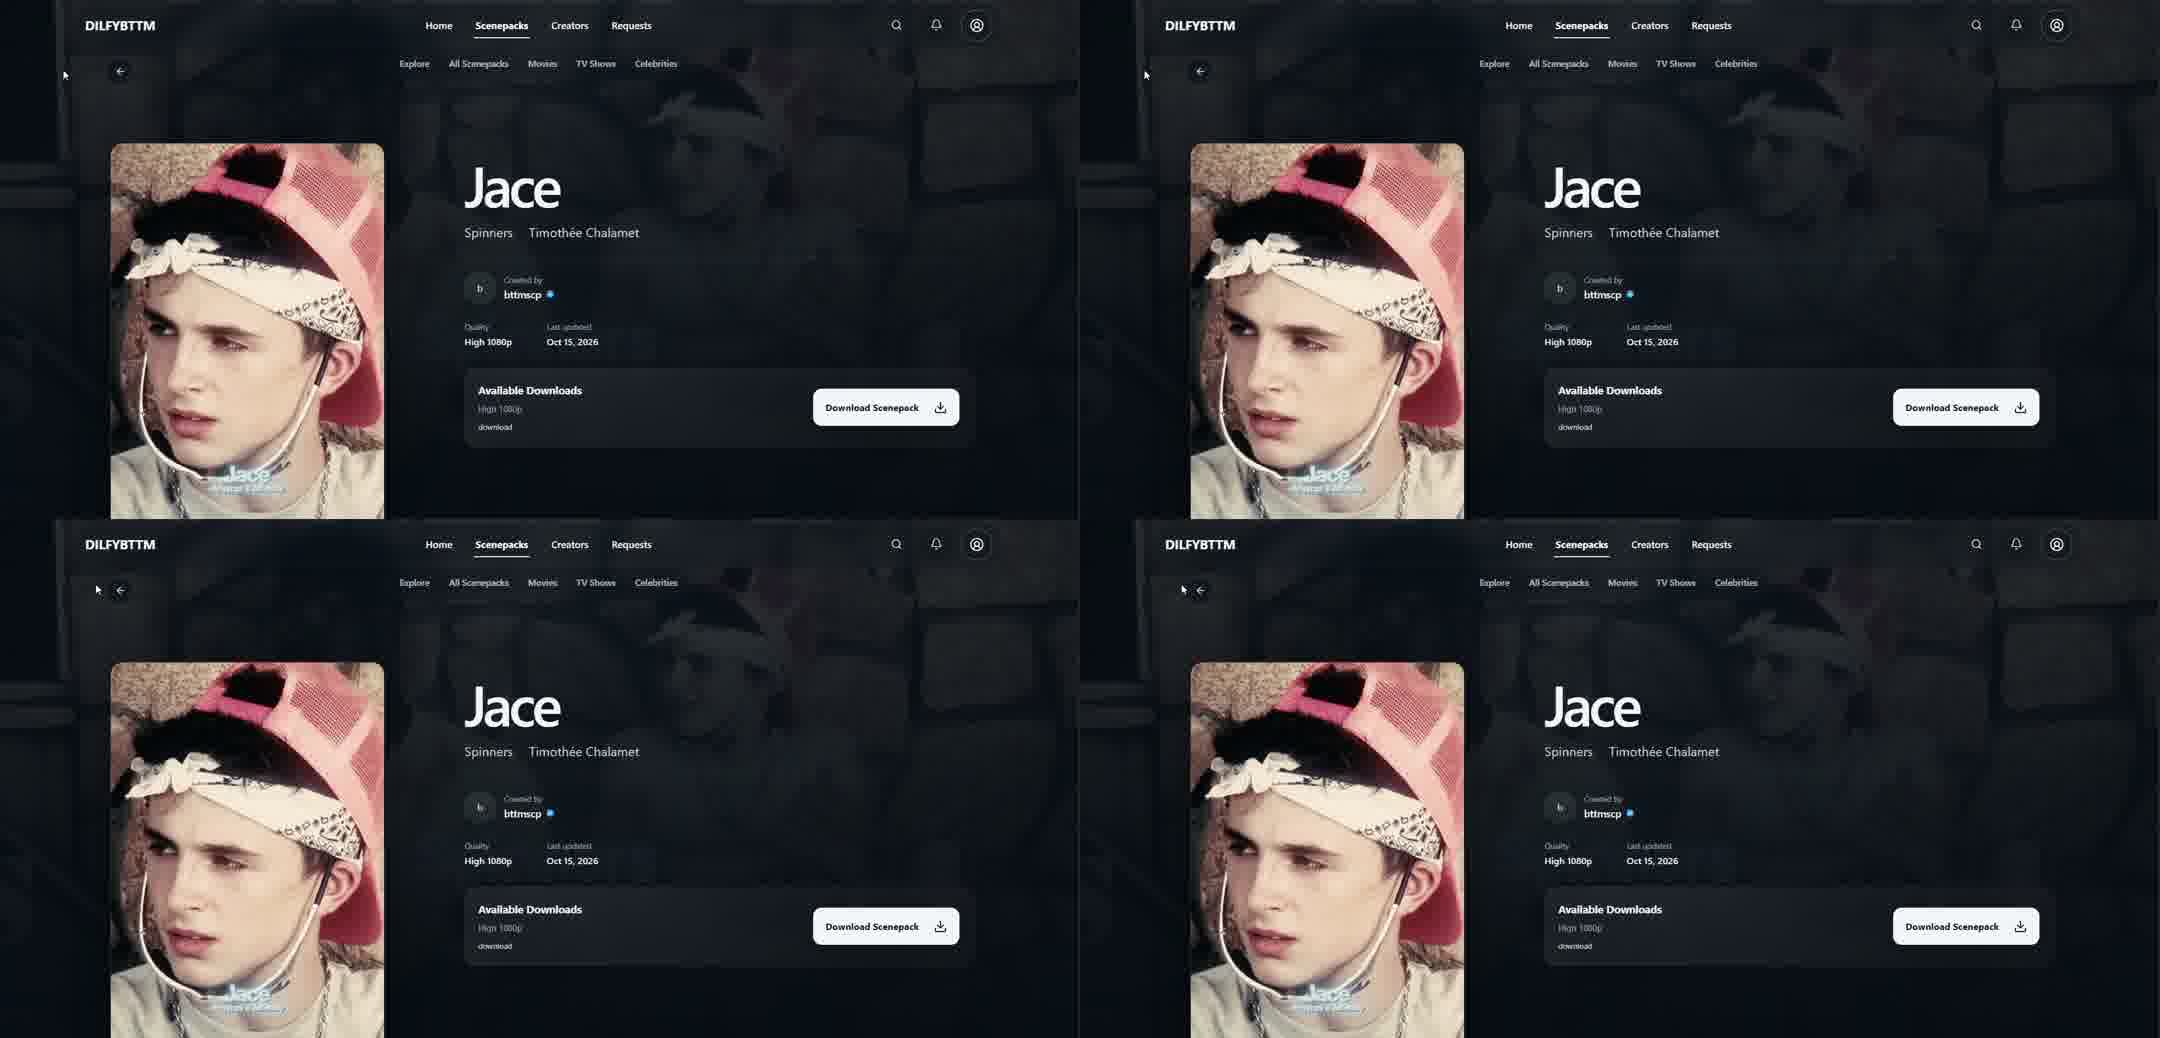 DILFYBTTM Home Scenepacks Creators Requests
Explore All Scenepacks Movies TV Shows Celebrities
Jace
Spinners Timothée Chalamet
b Created by
bttmscp
Quality Last updated
High 1080p Oct 15, 2026
Available Downloads
High 1080p
download
Download Scenepack
Jace
DILFYBTTM Home Scenepacks Creators Requests
Explore All Scenepacks Movies TV Shows Celebrities
Jace
Spinners Timothée Chalamet
b Created by
bttmscp
Quality Last updated
High 1080p Oct 15, 2026
Available Downloads
High 1080p
download
Download Scenepack
Jace
DILFYBTTM Home Scenepacks Creators Requests
Explore All Scenepacks Movies TV Shows Celebrities
Jace
Spinners Timothée Chalamet
b Created by
bttmscp
Quality Last updated
High 1080p Oct 15, 2026
Available Downloads
High 1080p
download
Download Scenepack
Jace
DILFYBTTM Home Scenepacks Creators Requests
Explore All Scenepacks Movies TV Shows Celebrities
Jace
Spinners Timothée Chalamet
b Created by
bttmscp
Quality Last updated
High 1080p Oct 15, 2026
Available Downloads
High 1080p
download
Download Scenepack
Jace